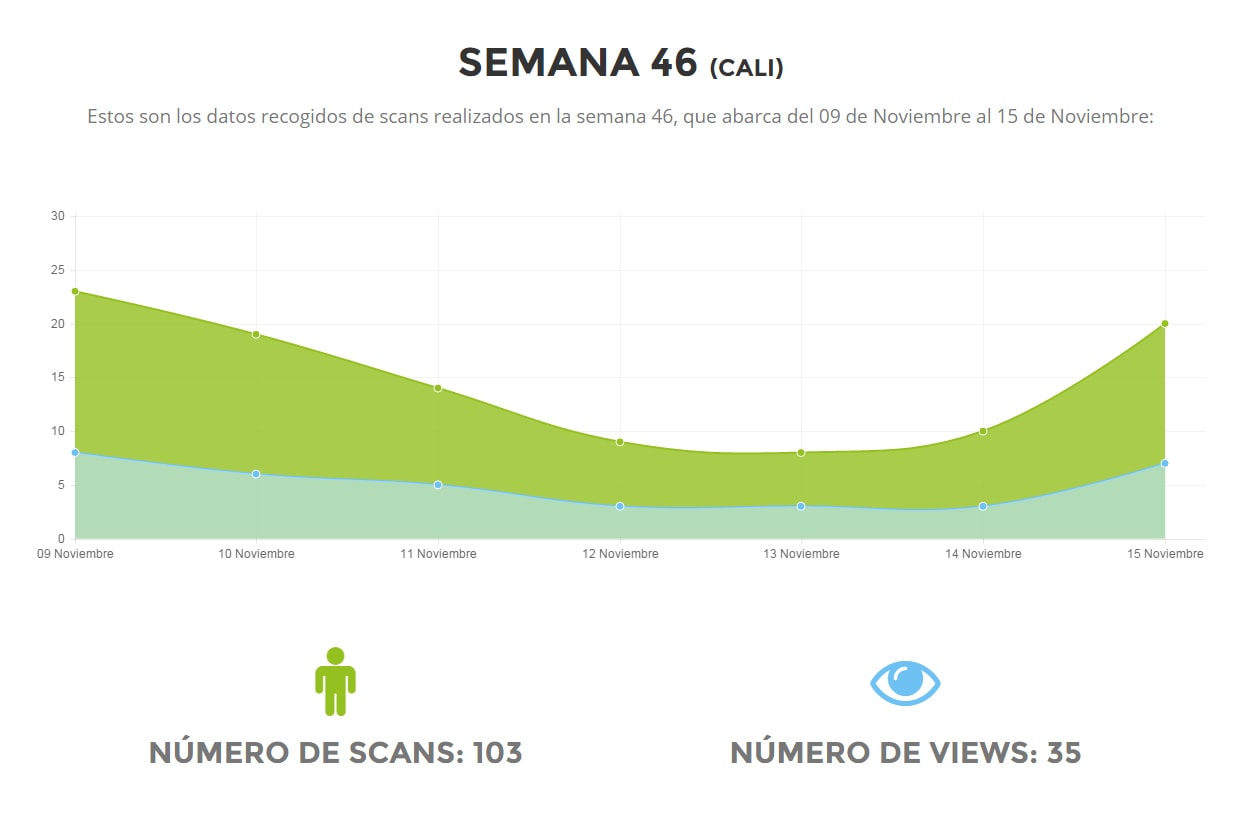 SEMANA 46 (CALI)
Estos son los datos recogidos de scans realizados en la semana 46, que abarca del 09 de Noviembre al 15 de Noviembre:
30
25
20
15
10
5
0
09 Noviembre 10 Noviembre 11 Noviembre 12 Noviembre 13 Noviembre 14 Noviembre 15 Noviembre
NÚMERO DE SCANS: 103 NÚMERO DE VIEWS: 35